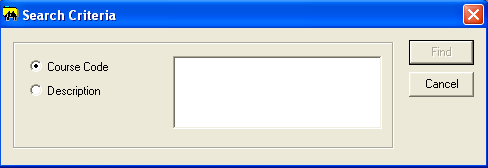 Search Criteria
Course Code
Description
Find
Cancel